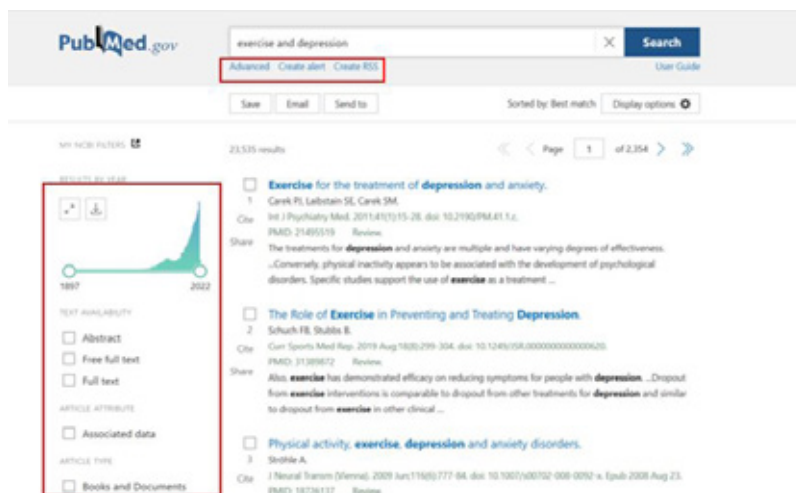 PubMed.gov
exercise and depression
Search
Advanced Create alert Create RSS
User Guide
Save Email Send to
Sorted by: Best match Display options
MY NCBI FILTERS
23,535 results
Page 1 of 2,354
RESULTS BY YEAR
1897 2022
TEXT AVAILABILITY
Abstract
Free full text
Full text
ARTICLE ATTRIBUTE
Associated data
ARTICLE TYPE
Books and Documents
1
Cite
Share
Exercise for the treatment of depression and anxiety.
Carek PJ, Laibstain SE, Carek SM.
Int J Psychiatry Med. 2011;41(1):15-28. doi: 10.2190/PM.41.1.c.
PMID: 21495519 Review.
The treatments for depression and anxiety are multiple and have varying degrees of effectiveness.
...Conversely, physical inactivity appears to be associated with the development of psychological
disorders. Specific studies support the use of exercise as a treatment ...
2
Cite
Share
The Role of Exercise in Preventing and Treating Depression.
Schuch FB, Stubbs B.
Curr Sports Med Rep. 2019 Aug;18(8):299-304. doi: 10.1249/JSR.0000000000000620.
PMID: 31389872 Review.
Also, exercise has demonstrated efficacy on reducing symptoms for people with depression. ...Dropout
from exercise interventions is comparable to dropout from other treatments for depression and similar
to dropout from exercise in other clinical ...
3
Cite
Physical activity, exercise, depression and anxiety disorders.
Ströhle A.
J Neural Transm (Vienna). 2009 Jun;116(6):777-84. doi: 10.1007/s00702-008-0092-x. Epub 2008 Aug 23.
PMID: 18726137 Review.